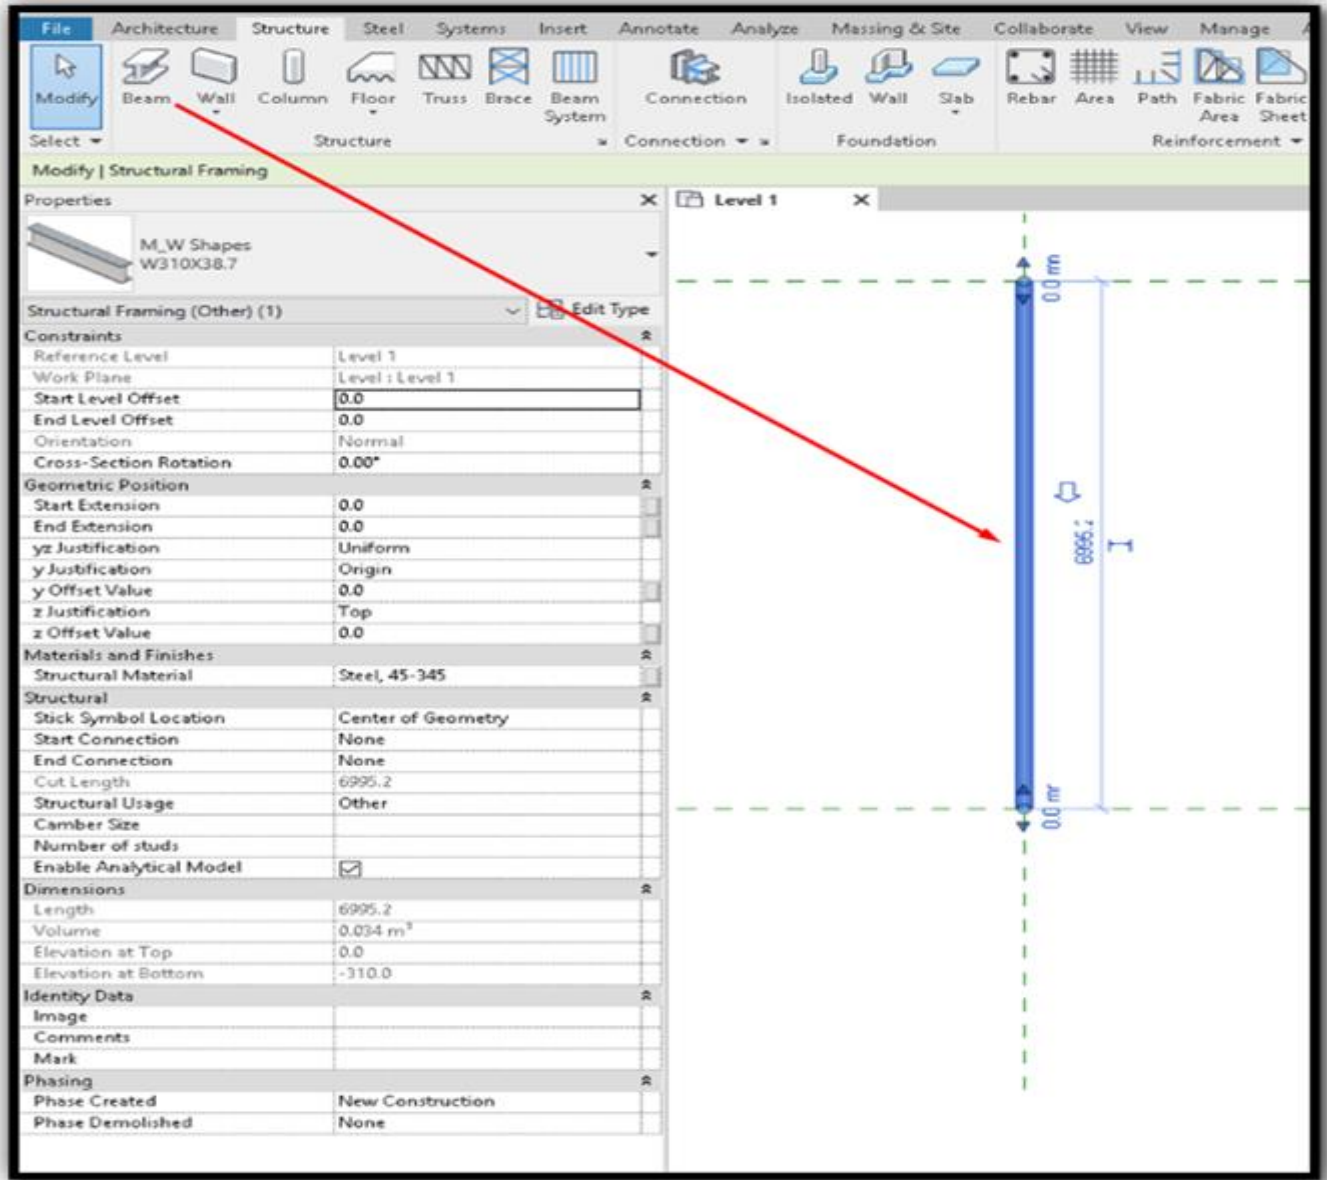 File Architecture Structure Steel Systems Insert Annotate Analyze Massing & Site Collaborate View Manage
Modify Beam Wall Column Floor Truss Brace Beam System Connection Isolated Wall Slab Rebar Area Path Fabric Area Fabric Sheet
Select Structure Connection Foundation Reinforcement
Modify | Structural Framing
Properties
Level 1
M_W Shapes
W310X38.7
Structural Framing (Other) (1) Edit Type
Constraints
Reference Level Level 1
Work Plane Level : Level 1
Start Level Offset 0.0
End Level Offset 0.0
Orientation Normal
Cross-Section Rotation 0.00°
Geometric Position
Start Extension 0.0
End Extension 0.0
yz Justification Uniform
y Justification Origin
y Offset Value 0.0
z Justification Top
z Offset Value 0.0
Materials and Finishes
Structural Material Steel, 45-345
Structural
Stick Symbol Location Center of Geometry
Start Connection None
End Connection None
Cut Length 6995.2
Structural Usage Other
Camber Size
Number of studs
Enable Analytical Model
Dimensions
Length 6995.2
Volume 0.034 m³
Elevation at Top 0.0
Elevation at Bottom -310.0
Identity Data
Image
Comments
Mark
Phasing
Phase Created New Construction
Phase Demolished None
0.0
6995.2
0.0